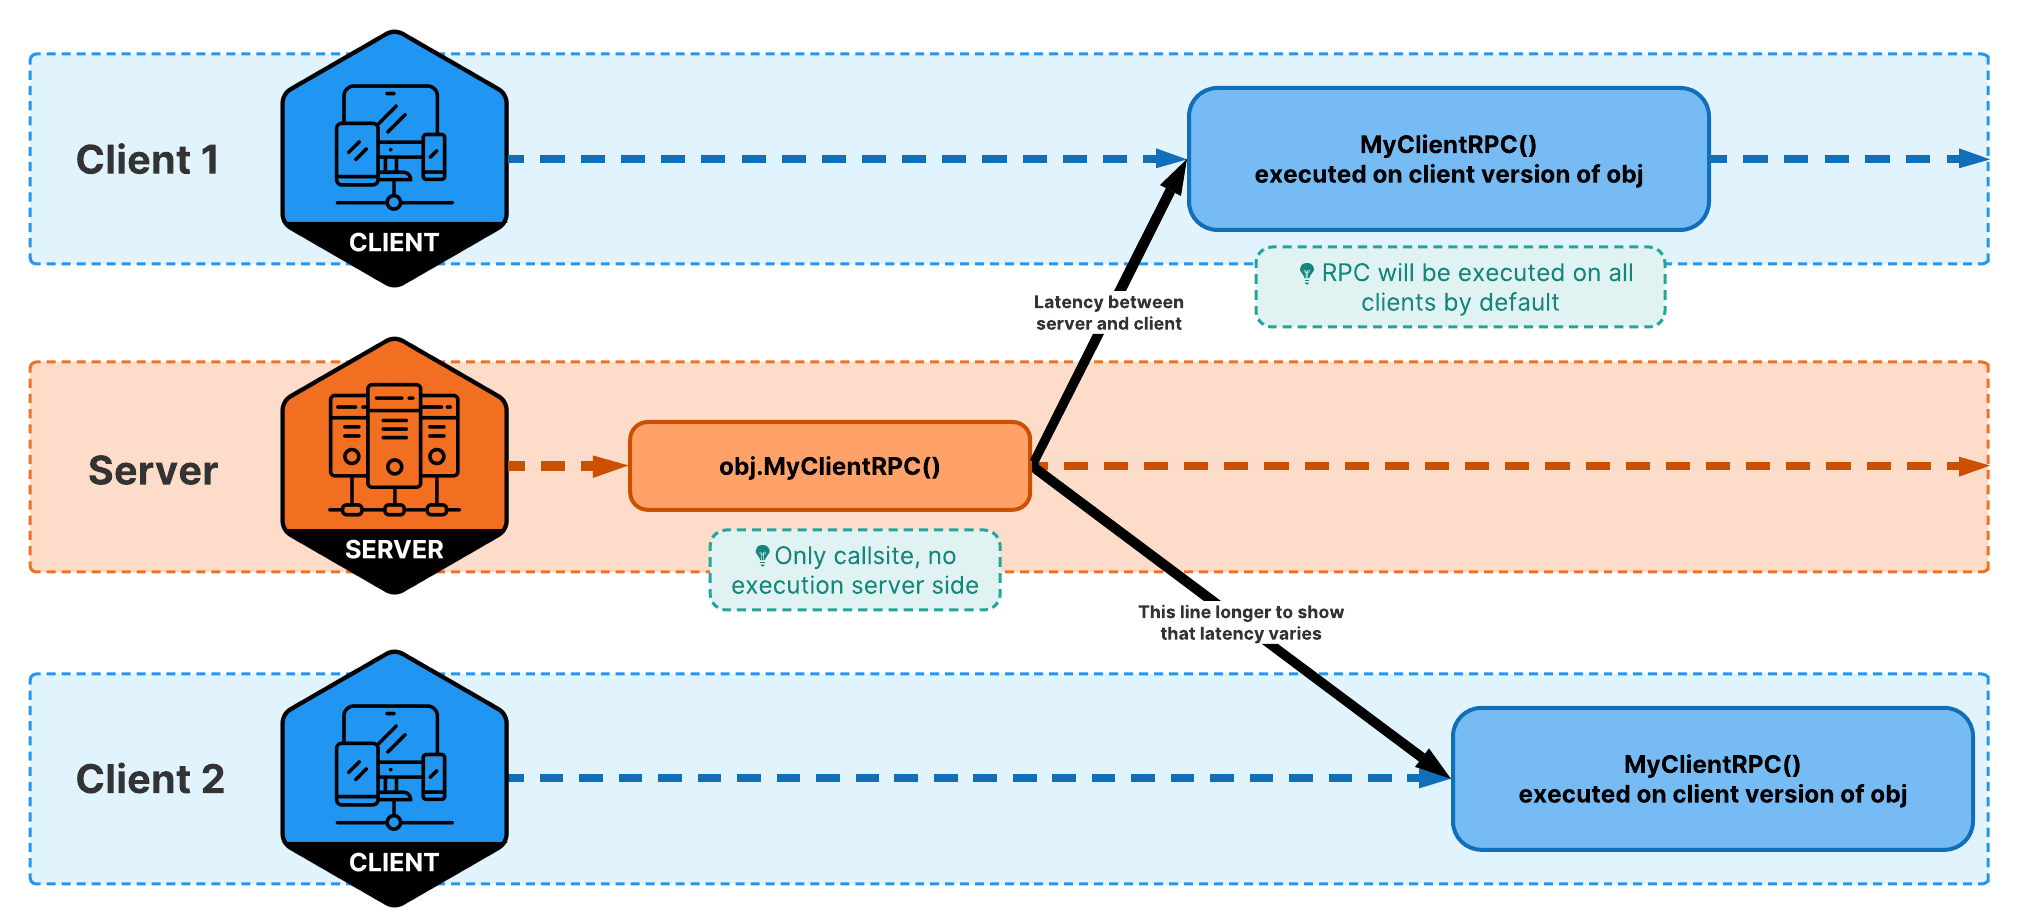 Client 1
CLIENT
MyClientRPC()
executed on client version of obj
RPC will be executed on all
clients by default
Latency between
server and client
Server
SERVER
obj.MyClientRPC()
Only callsite, no
execution server side
This line longer to show
that latency varies
Client 2
CLIENT
MyClientRPC()
executed on client version of obj